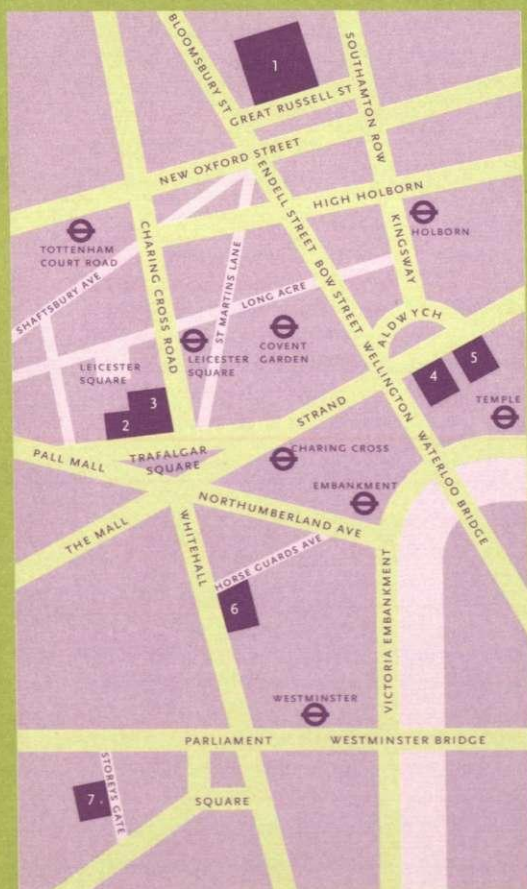 BLOOMSBURY ST
1
SOUTHAMTON ROW
GREAT RUSSELL ST
NEW OXFORD STREET
ENDELL STREET
HIGH HOLBORN
TOTTENHAM
COURT ROAD
CHARING CROSS ROAD
HOLBORN
KINGSWAY
SHAFTSBURY AVE
ST MARTINS LANE
LONG ACRE
BOW STREET
ALDWYCH
LEICESTER
SQUARE
LEICESTER
SQUARE
COVENT
GARDEN
WELLINGTON
5
4
3
2
STRAND
TEMPLE
PALL MALL
TRAFALGAR
SQUARE
CHARING CROSS
WATERLOO BRIDGE
EMBANKMENT
NORTHUMBERLAND AVE
THE MALL
WHITEHALL
HORSE GUARDS AVE
VICTORIA EMBANKMENT
6
WESTMINSTER
PARLIAMENT
WESTMINSTER BRIDGE
STOREYS GATE
7.
SQUARE